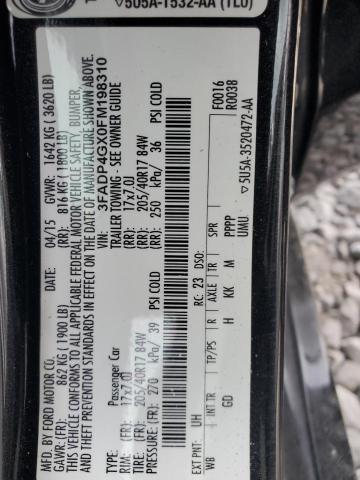 ▽5U5A-1532-AA (TL0)
MFD. BY FORD MOTOR CO. 04/15 GVWR: 1642 KG ( 3620 LB)
GAWR: (FR): 862 KG (1900 LB) (RR): 816 KG (1800 LB)
THIS VEHICLE CONFORMS TO ALL APPLICABLE FEDERAL MOTOR VEHICLE SAFETY, BUMPER,
AND THEFT PREVENTION STANDARDS IN EFFECT ON THE DATE OF MANUFACTURE SHOWN ABOVE.
VIN: 3FADP4GX0FM198310
TYPE: Passenger Car TRAILER TOWING - SEE OWNER GUIDE
RIM: (FR) 17x7.0J (RR) 17x7.0
TIRE: (FR) 205/40R17 84W (RR) 205/40R17 84W
PRESSURE: (FR) 270 kPa/ 39 PSI COLD (RR) 250 kPa/ 36 PSI COLD
F0016
R0038
EXT PNT: UH RC: 23 DSO:
WB INT TR TP/PS R AXLE TR SPR
GD H KK M PPPP
UMU
▽5U5A-3520472-AA